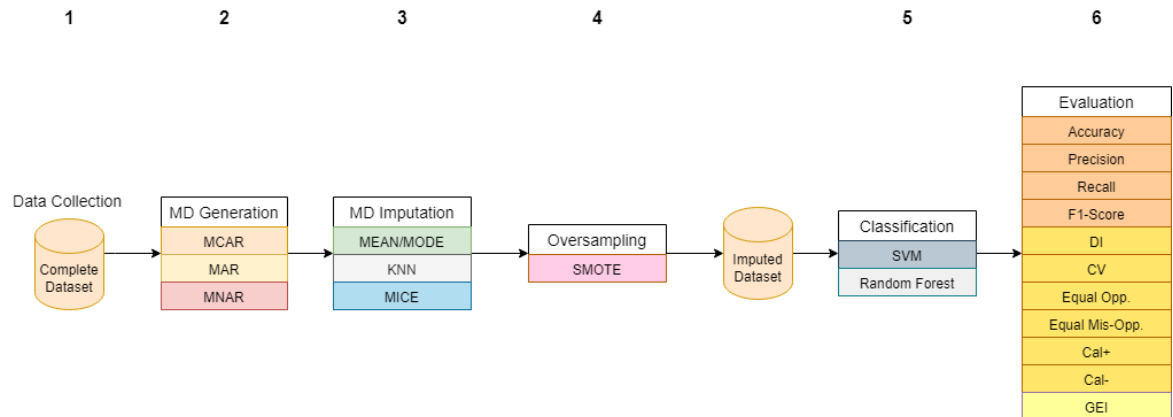 1
2
3
4
5
6
Data Collection
Complete
Dataset
MD Generation
MCAR
MAR
MNAR
MD Imputation
MEAN/MODE
KNN
MICE
Oversampling
SMOTE
Imputed
Dataset
Classification
SVM
Random Forest
Evaluation
Accuracy
Precision
Recall
F1-Score
DI
CV
Equal Opp.
Equal Mis-Opp.
Cal+
Cal-
GEI